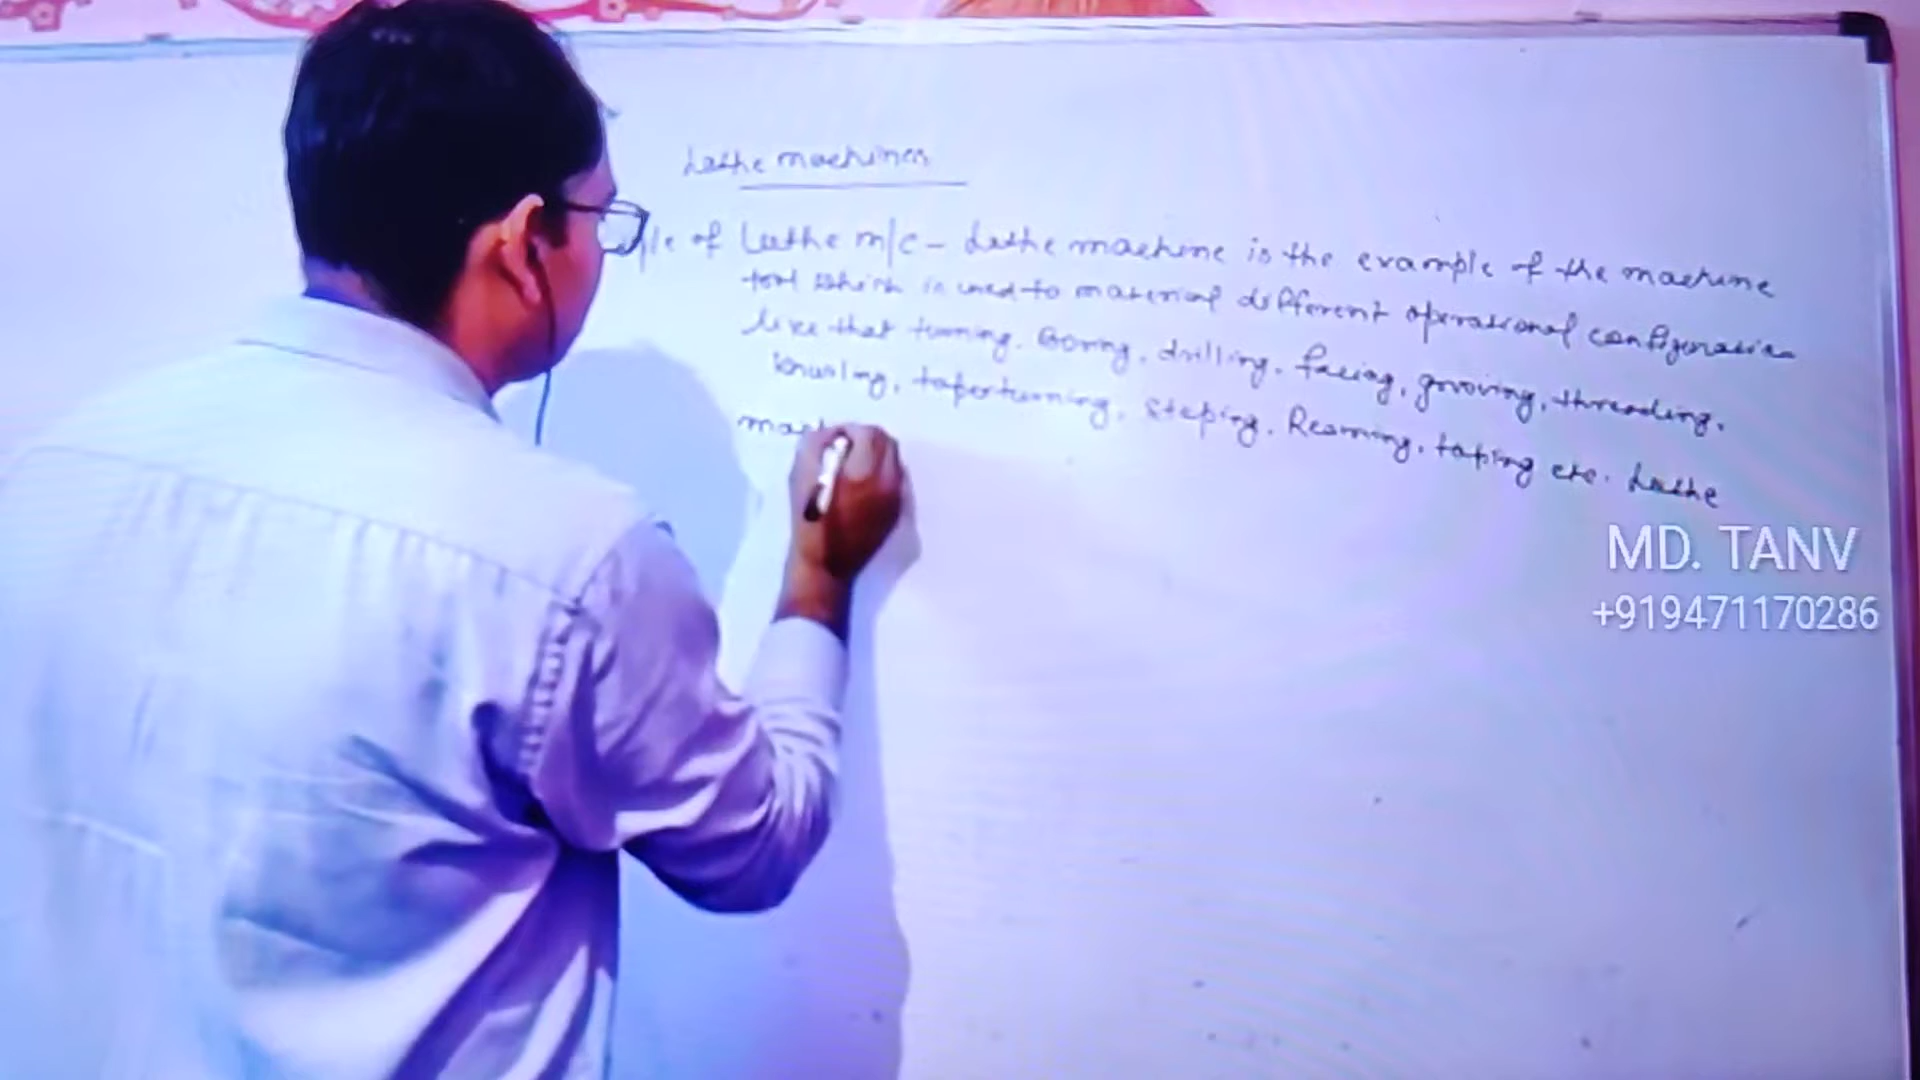 Lathe machines
ple of Lathe m/c - Lathe machine is the example of the machine
tool which is used to material different operational configuration
like that turning, Boring, drilling, facing, grooving, threading,
knurling, taperturning, Steping, Reaming, taping etc. Lathe
mach
MD. TANV
+919471170286